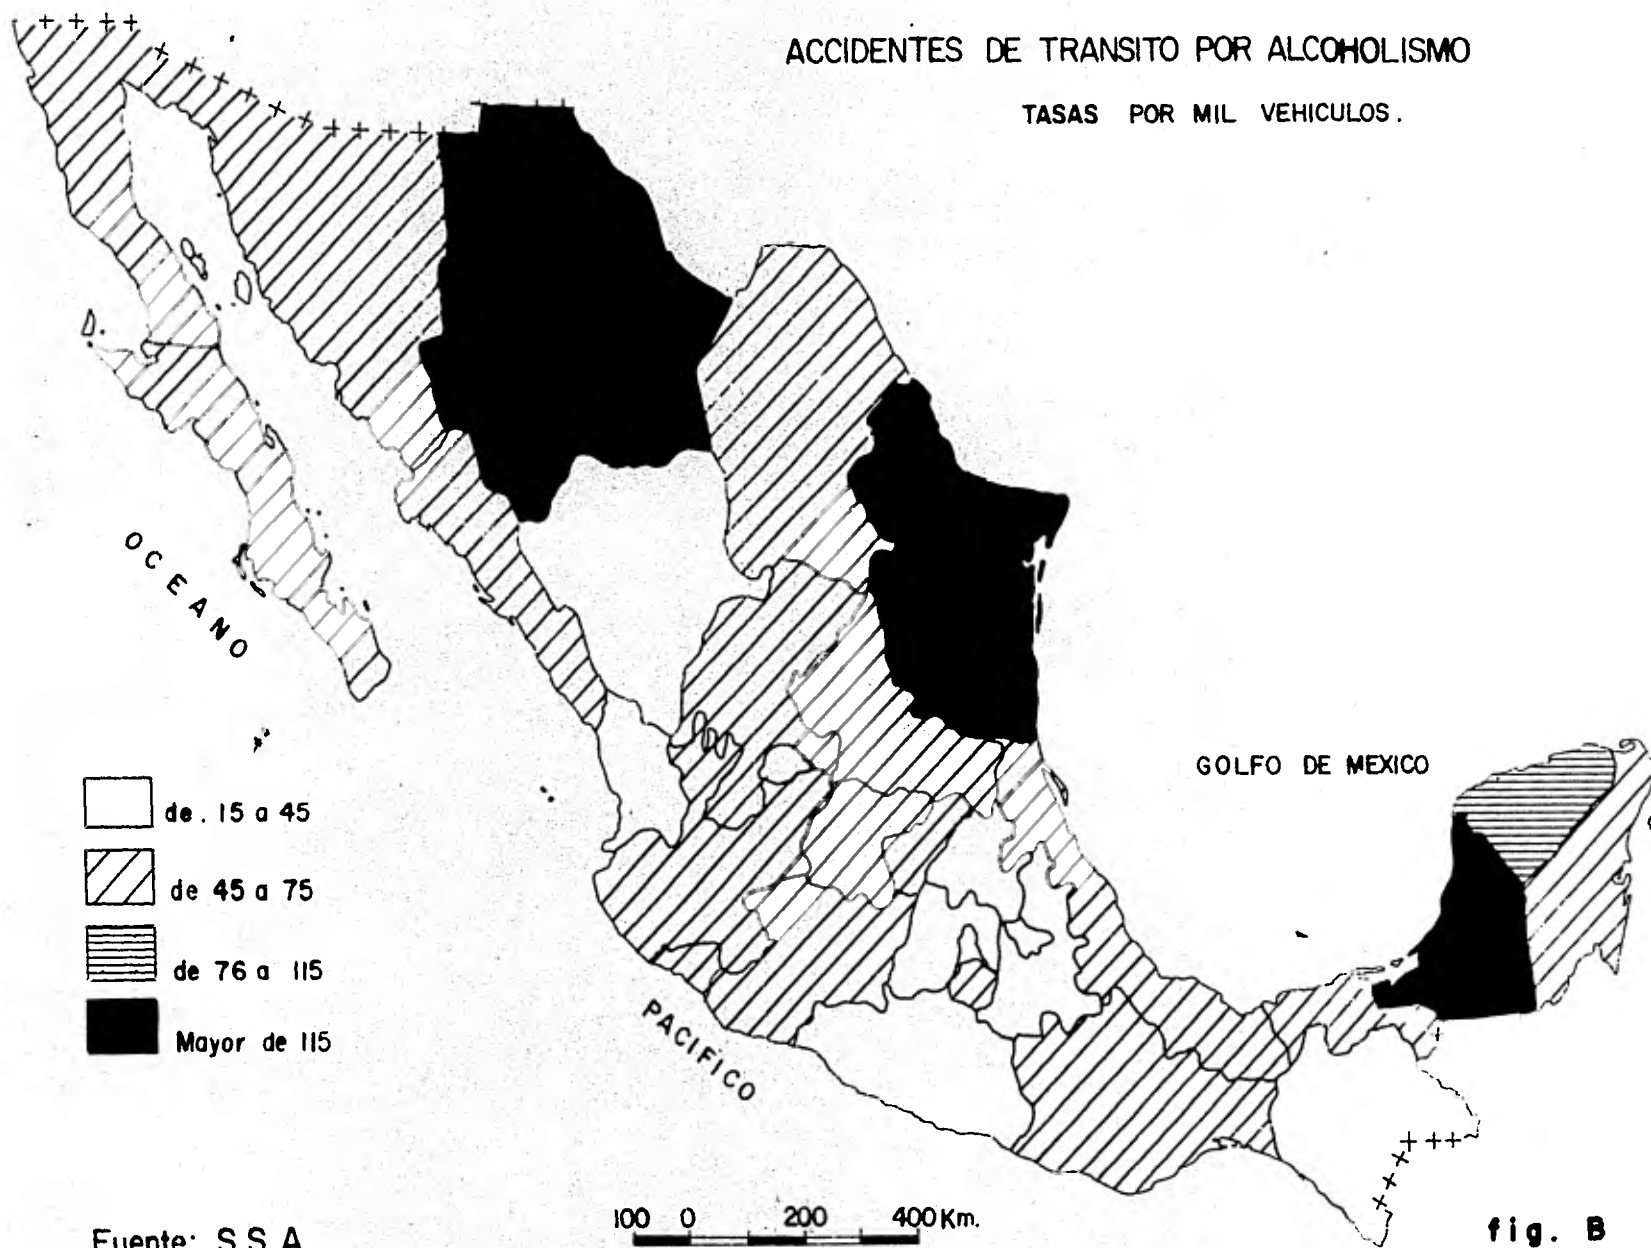 ACCIDENTES DE TRANSITO POR ALCOHOLISMO
TASAS POR MIL VEHICULOS.
OCEANO
PACIFICO
GOLFO DE MEXICO
de. 15 a 45
de 45 a 75
de 76 a 115
Mayor de 115
100 0 200 400 Km.
Fuente: S.S.A.
fig. B